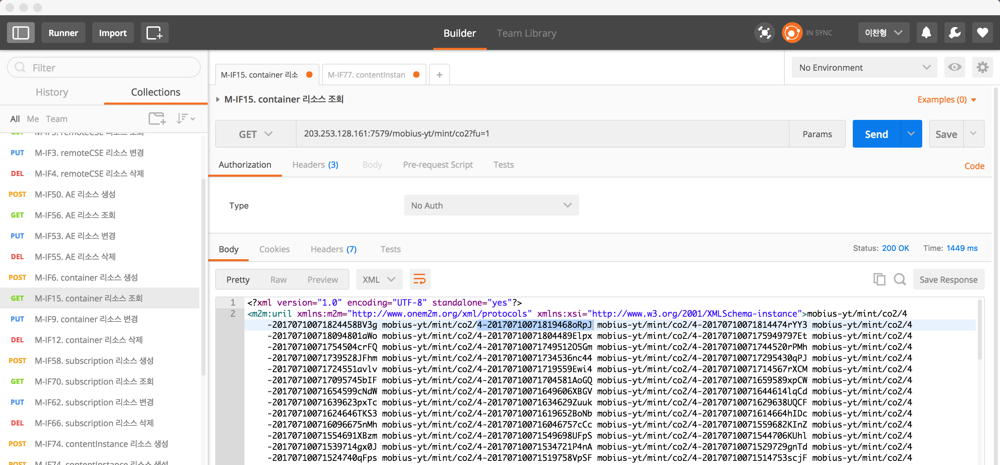 Runner Import Builder Team Library IN SYNC 이찬형
Filter
History Collections
All Me Team
M-IF3. remoteCSE 리소스 변경
PUT M-IF3. remoteCSE 리소스 변경
DEL M-IF4. remoteCSE 리소스 삭제
POST M-IF50. AE 리소스 생성
GET M-IF56. AE 리소스 조회
PUT M-IF53. AE 리소스 변경
DEL M-IF55. AE 리소스 삭제
POST M-IF6. container 리소스 생성
GET M-IF15. container 리소스 조회
PUT M-IF9. container 리소스 변경
DEL M-IF12. container 리소스 삭제
POST M-IF58. subscription 리소스 생성
GET M-IF70. subscription 리소스 조회
PUT M-IF62. subscription 리소스 변경
DEL M-IF66. subscription 리소스 삭제
POST M-IF74. contentInstance 리소스 생성
POST M-IF74. contentInstance 리소스 생성
M-IF15. container 리소 M-IF77. contentInstan + No Environment
M-IF15. container 리소스 조회 Examples (0)
GET 203.253.128.161:7579/mobius-yt/mint/co2?fu=1 Params Send Save
Authorization Headers (3) Body Pre-request Script Tests Code
Type No Auth
Body Cookies Headers (7) Tests Status: 200 OK Time: 1449 ms
Pretty Raw Preview XML Save Response
1 <?xml version="1.0" encoding="UTF-8" standalone="yes"?>
2 <m2m:uril xmlns:m2m="http://www.onem2m.org/xml/protocols" xmlns:xsi="http://www.w3.org/2001/XMLSchema-instance">mobius-yt/mint/co2/4
-20170710071824458BV3g mobius-yt/mint/co2/4-20170710071819468oRpJ mobius-yt/mint/co2/4-20170710071814474rYY3 mobius-yt/mint/co2/4
-201707100718094801aWo mobius-yt/mint/co2/4-20170710071804489Elpx mobius-yt/mint/co2/4-201707100717594979​7Et mobius-yt/mint/co2/4
-20170710071754504crFQ mobius-yt/mint/co2/4-20170710071749512O5Gm mobius-yt/mint/co2/4-20170710071744520rPMh mobius-yt/mint/co2/4
-20170710071739528JFhm mobius-yt/mint/co2/4-20170710071734536nc44 mobius-yt/mint/co2/4-201707100717295430qPJ mobius-yt/mint/co2/4
-20170710071724551avlv mobius-yt/mint/co2/4-20170710071719559Ewi4 mobius-yt/mint/co2/4-20170710071714567rXCM mobius-yt/mint/co2/4
-201707100717095745bIF mobius-yt/mint/co2/4-20170710071704581AoGQ mobius-yt/mint/co2/4-20170710071659589xpCW mobius-yt/mint/co2/4
-20170710071654599cNdW mobius-yt/mint/co2/4-20170710071649606XBGV mobius-yt/mint/co2/4-20170710071644614lqCd mobius-yt/mint/co2/4
-20170710071639623pxTc mobius-yt/mint/co2/4-20170710071634629Zuuk mobius-yt/mint/co2/4-20170710071629638UQCF mobius-yt/mint/co2/4
-20170710071624646TKS3 mobius-yt/mint/co2/4-20170710071619652BoNb mobius-yt/mint/co2/4-20170710071614664hIDc mobius-yt/mint/co2/4
-201707100716096675nMh mobius-yt/mint/co2/4-201707100716046757cCc mobius-yt/mint/co2/4-20170710071559682KInZ mobius-yt/mint/co2/4
-20170710071554691XBzm mobius-yt/mint/co2/4-20170710071549698UFpS mobius-yt/mint/co2/4-20170710071544706KUhl mobius-yt/mint/co2/4
-20170710071539714gx0J mobius-yt/mint/co2/4-20170710071534721P4nA mobius-yt/mint/co2/4-20170710071529729gnTd mobius-yt/mint/co2/4
-20170710071524740qFps mobius-yt/mint/co2/4-20170710071519758VpSF mobius-yt/mint/co2/4-20170710071514753scjF mobius-yt/mint/co2/4